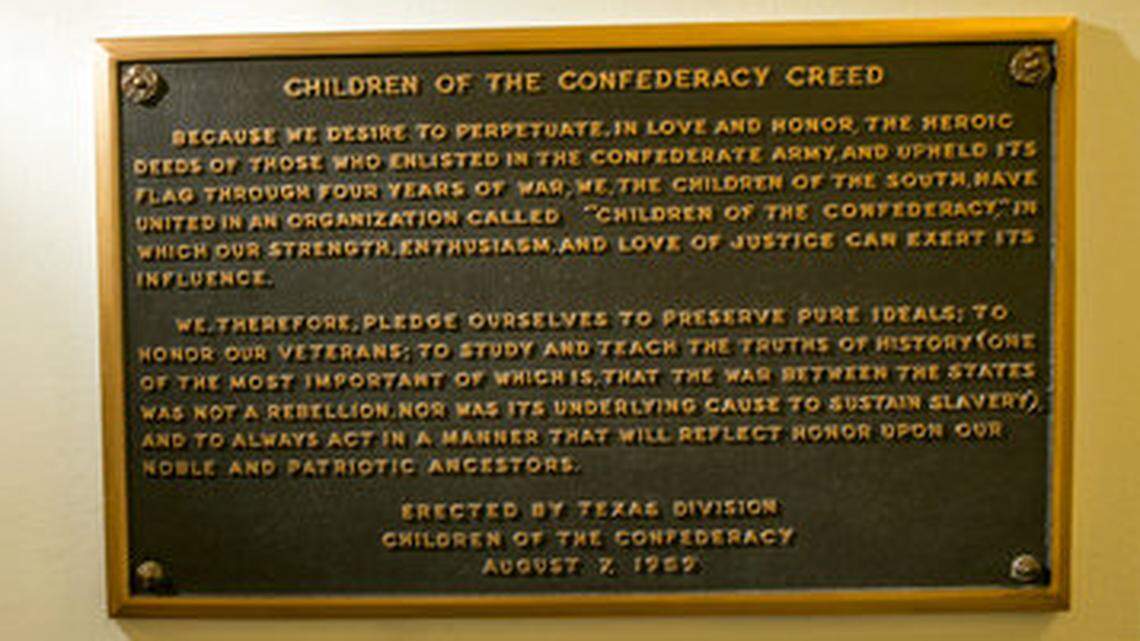 CHILDREN OF THE CONFEDERACY CREED
BECAUSE WE DESIRE TO PERPETUATE, IN LOVE AND HONOR, THE HEROIC
DEEDS OF THOSE WHO ENLISTED IN THE CONFEDERATE ARMY, AND UPHELD ITS
FLAG THROUGH FOUR YEARS OF WAR, WE, THE CHILDREN OF THE SOUTH, HAVE
UNITED IN AN ORGANIZATION CALLED "CHILDREN OF THE CONFEDERACY," IN
WHICH OUR STRENGTH, ENTHUSIASM, AND LOVE OF JUSTICE CAN EXERT ITS
INFLUENCE.
WE, THEREFORE, PLEDGE OURSELVES TO PRESERVE PURE IDEALS; TO
HONOR OUR VETERANS; TO STUDY AND TEACH THE TRUTHS OF HISTORY (ONE
OF THE MOST IMPORTANT OF WHICH IS, THAT THE WAR BETWEEN THE STATES
WAS NOT A REBELLION, NOR WAS ITS UNDERLYING CAUSE TO SUSTAIN SLAVERY),
AND TO ALWAYS ACT IN A MANNER THAT WILL REFLECT HONOR UPON OUR
NOBLE AND PATRIOTIC ANCESTORS.
ERECTED BY TEXAS DIVISION
CHILDREN OF THE CONFEDERACY
AUGUST 7, 1959